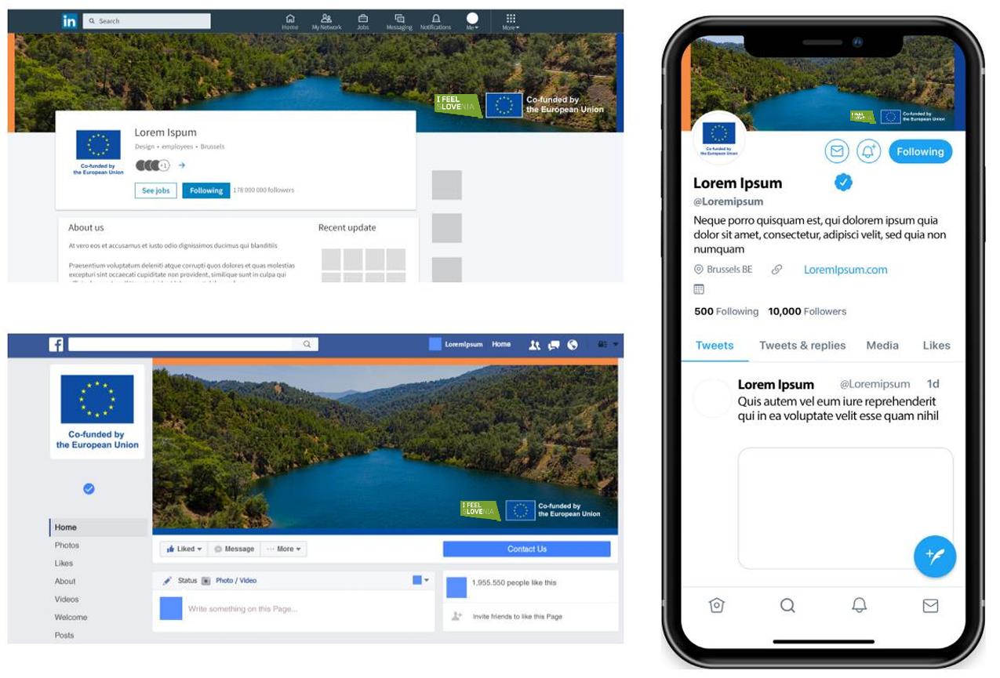 in
Search
Home
My Network
Jobs
Messaging
Notifications
Me
More
I FEEL
SLOVENIA
Co-funded by
the European Union
Co-funded by
the European Union
Lorem Ispum
Design • employees • Brussels
+1
See jobs
Following
178 000 000 followers
About us
At vero eos et accusamus et iusto odio dignissimos ducimus qui blanditiis
Praesentium voluptatum deleniti atque corrupti quos dolores et quas molestias
excepturi sint occaecati cupiditate non provident, similique sunt in culpa qui
Recent update
f
LoremIpsum
Home
Co-funded by
the European Union
I FEEL
SLOVENIA
Co-funded by
the European Union
Home
Photos
Likes
About
Videos
Welcome
Posts
Liked
Message
More
Contact Us
Status
Photo / Video
Write something on this Page...
1,955.550 people like this
Invite friends to like this Page
I FEEL
SLOVENIA
Co-funded by
the European Union
Co-funded by
the European Union
Following
Lorem Ipsum
@Loremipsum
Neque porro quisquam est, qui dolorem ipsum quia
dolor sit amet, consectetur, adipisci velit, sed quia non
numquam
Brussels BE
LoremIpsum.com
500 Following 10,000 Followers
Tweets
Tweets & replies
Media
Likes
Lorem Ipsum @Loremipsum 1d
Quis autem vel eum iure reprehenderit
qui in ea voluptate velit esse quam nihil